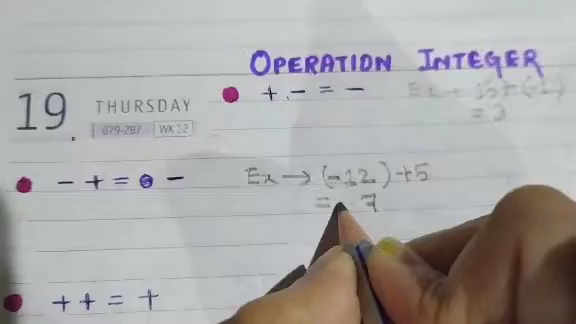 OPERATION INTEGER
19. THURSDAY
079-287 WK 12
+ - = -
- + = -
Ex → (-12) + 5
= 7
+ + = +